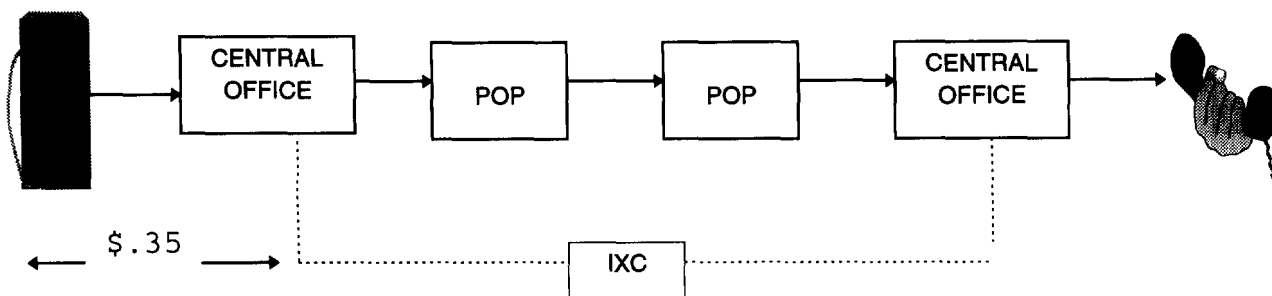 CENTRAL
OFFICE
POP
POP
CENTRAL
OFFICE
$.35
IXC